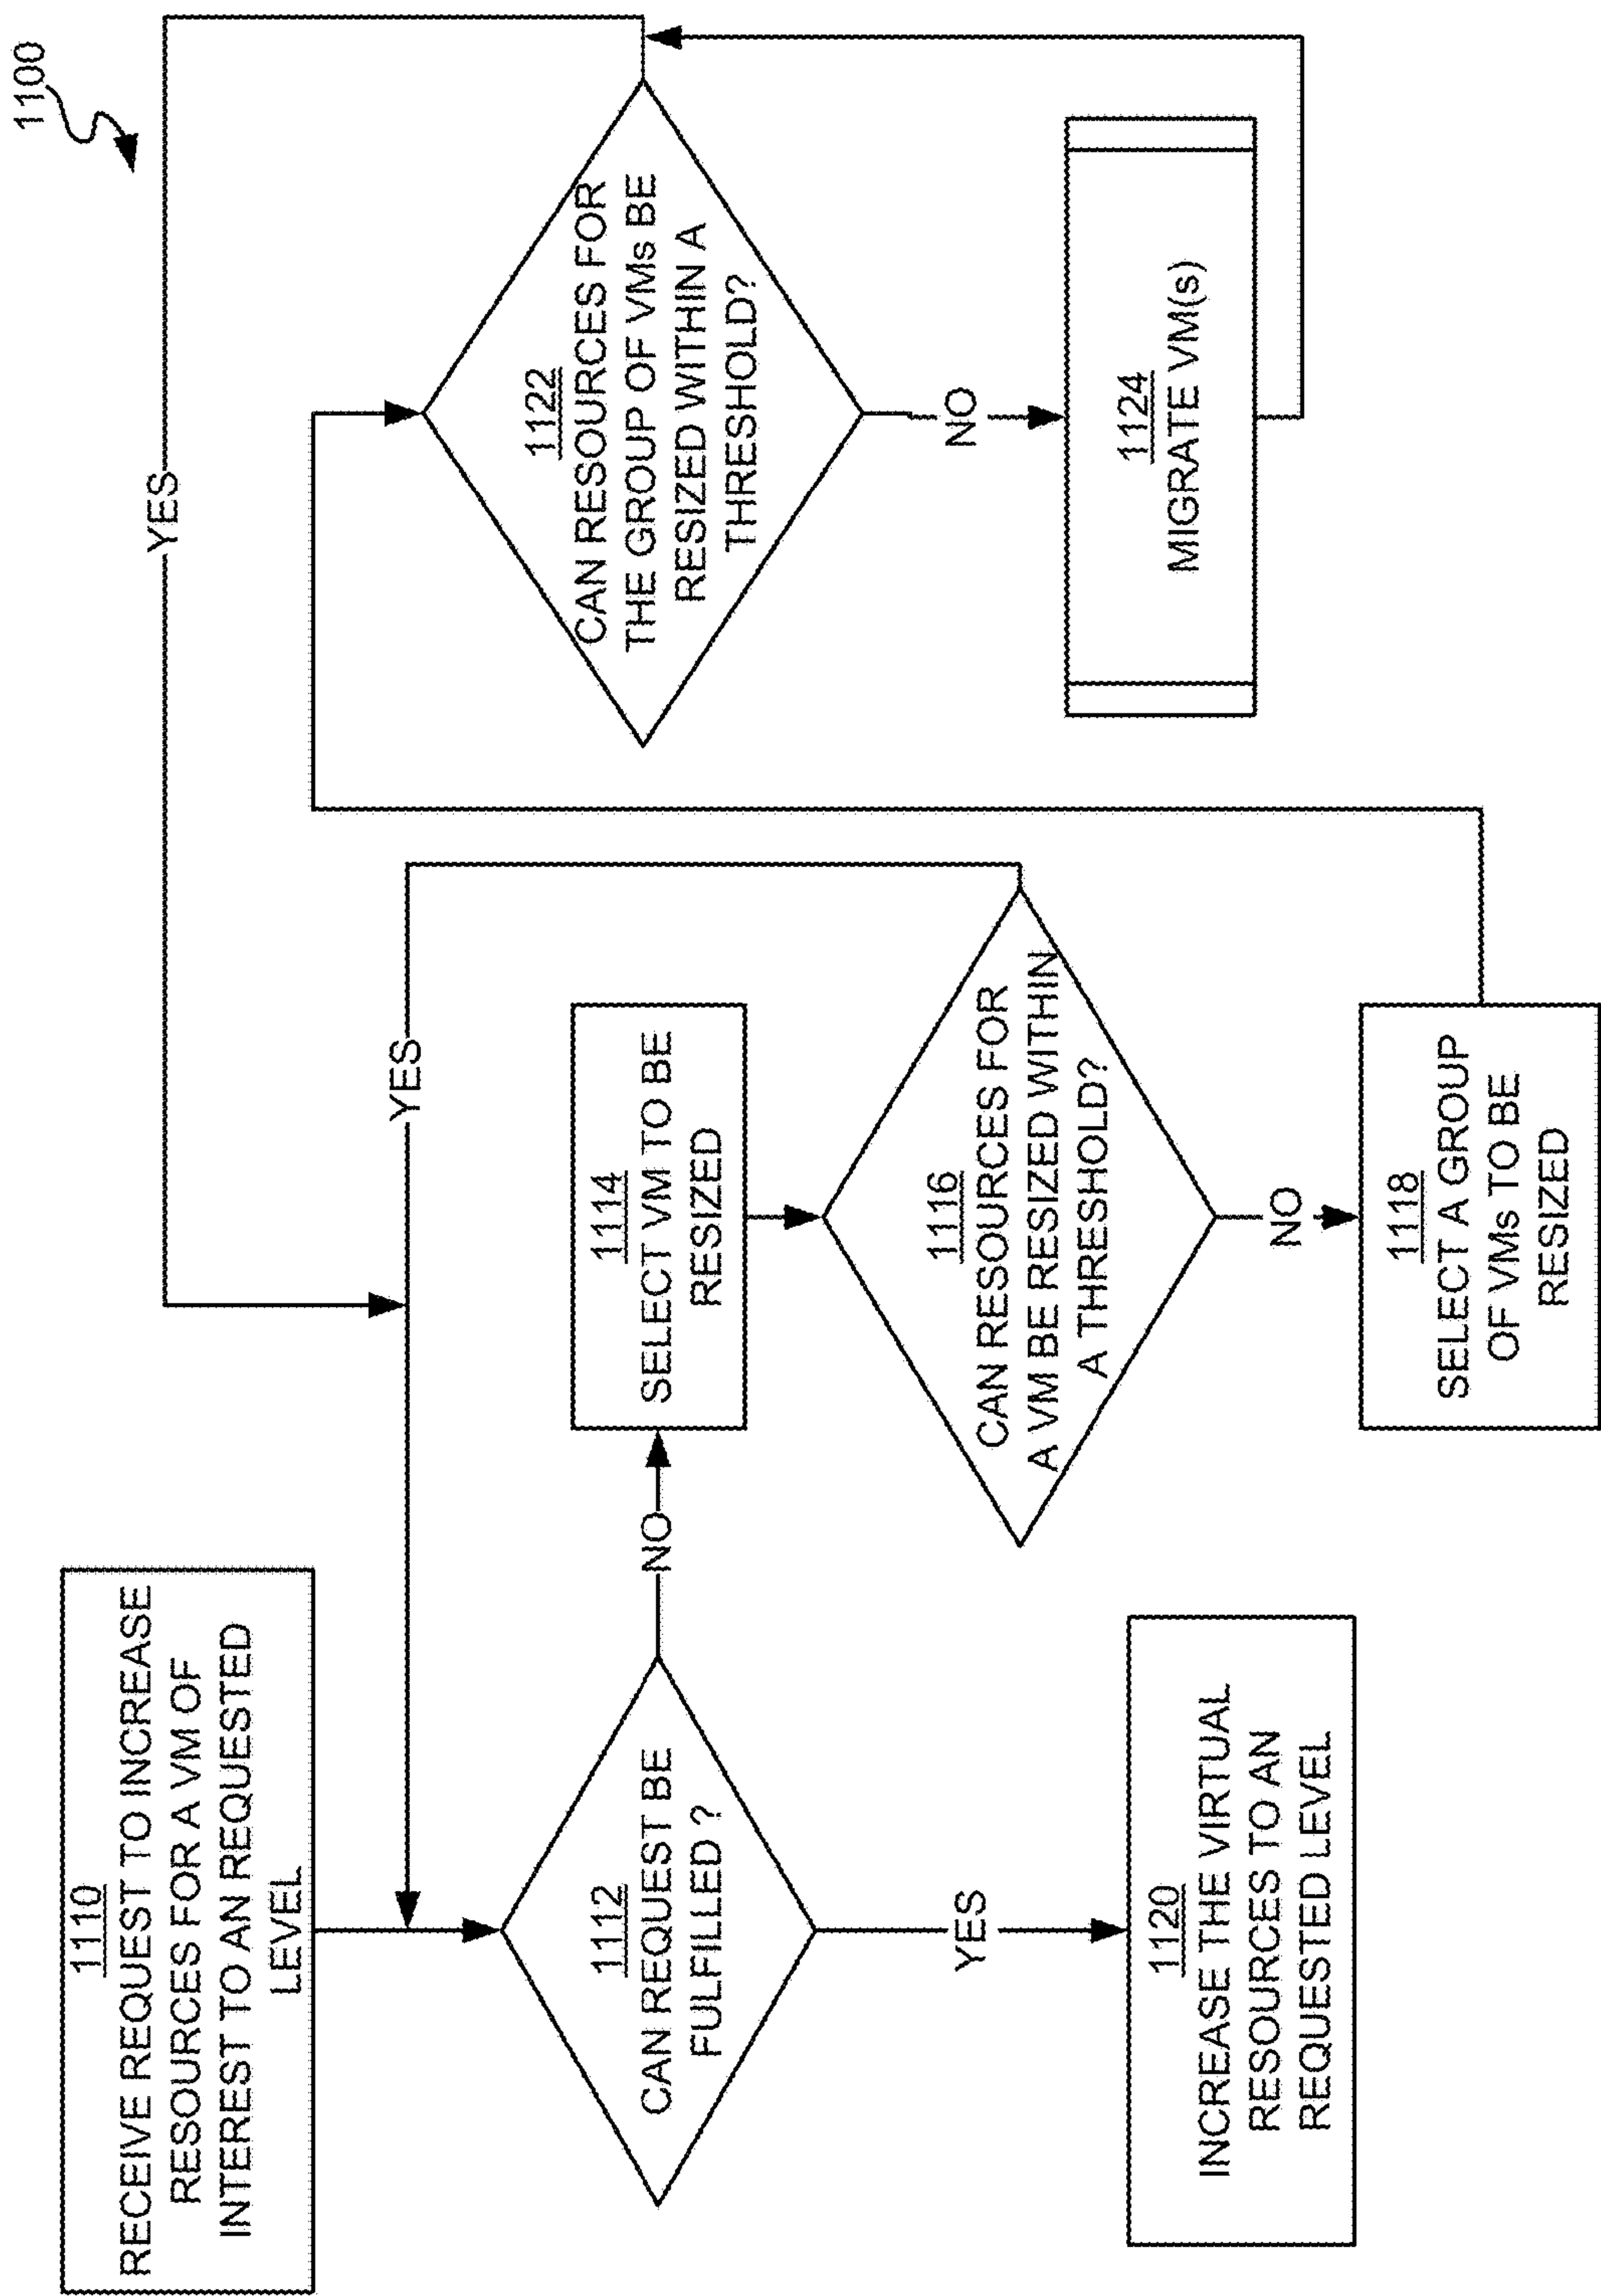 1100
1110
RECEIVE REQUEST TO INCREASE
RESOURCES FOR A VM OF
INTEREST TO AN REQUESTED
LEVEL
1112
CAN REQUEST BE
FULFILLED ?
NO
YES
1120
INCREASE THE VIRTUAL
RESOURCES TO AN
REQUESTED LEVEL
1114
SELECT VM TO BE
RESIZED
1116
CAN RESOURCES FOR
A VM BE RESIZED WITHIN
A THRESHOLD?
YES
NO
1118
SELECT A GROUP
OF VMs TO BE
RESIZED
1122
CAN RESOURCES FOR
THE GROUP OF VMs BE
RESIZED WITHIN A
THRESHOLD?
YES
NO
1124
MIGRATE VM(s)